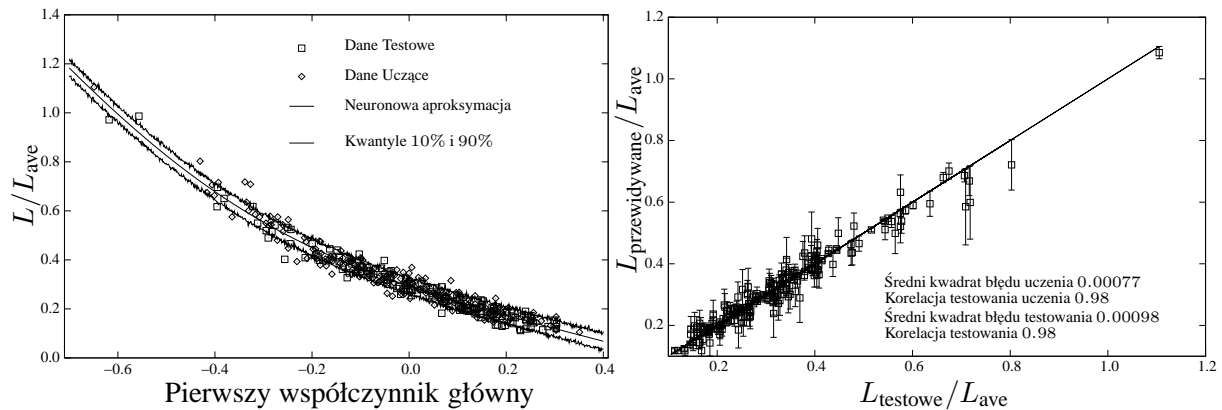 1.4
1.2
1.0
0.8
0.6
0.4
0.2
0.0
L/L_ave
−0.6 −0.4 −0.2 0.0 0.2 0.4
Pierwszy współczynnik główny
Dane Testowe
Dane Uczące
Neuronowa aproksymacja
Kwantyle 10% i 90%
1.2
1.0
0.8
0.6
0.4
0.2
L_przewidywane/L_ave
0.2 0.4 0.6 0.8 1.0 1.2
L_testowe/L_ave
Średni kwadrat błędu uczenia 0.00077
Korelacja testowania uczenia 0.98
Średni kwadrat błędu testowania 0.00098
Korelacja testowania 0.98